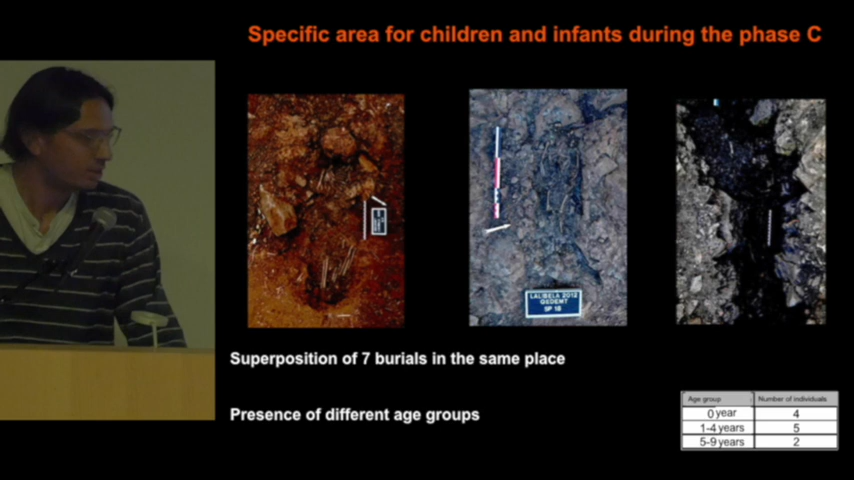 Specific area for children and infants during the phase C
LALIBELA 2012
QEDEMT
SP 18
Superposition of 7 burials in the same place
Presence of different age groups
Age group Number of individuals
0 year 4
1-4 years 5
5-9 years 2